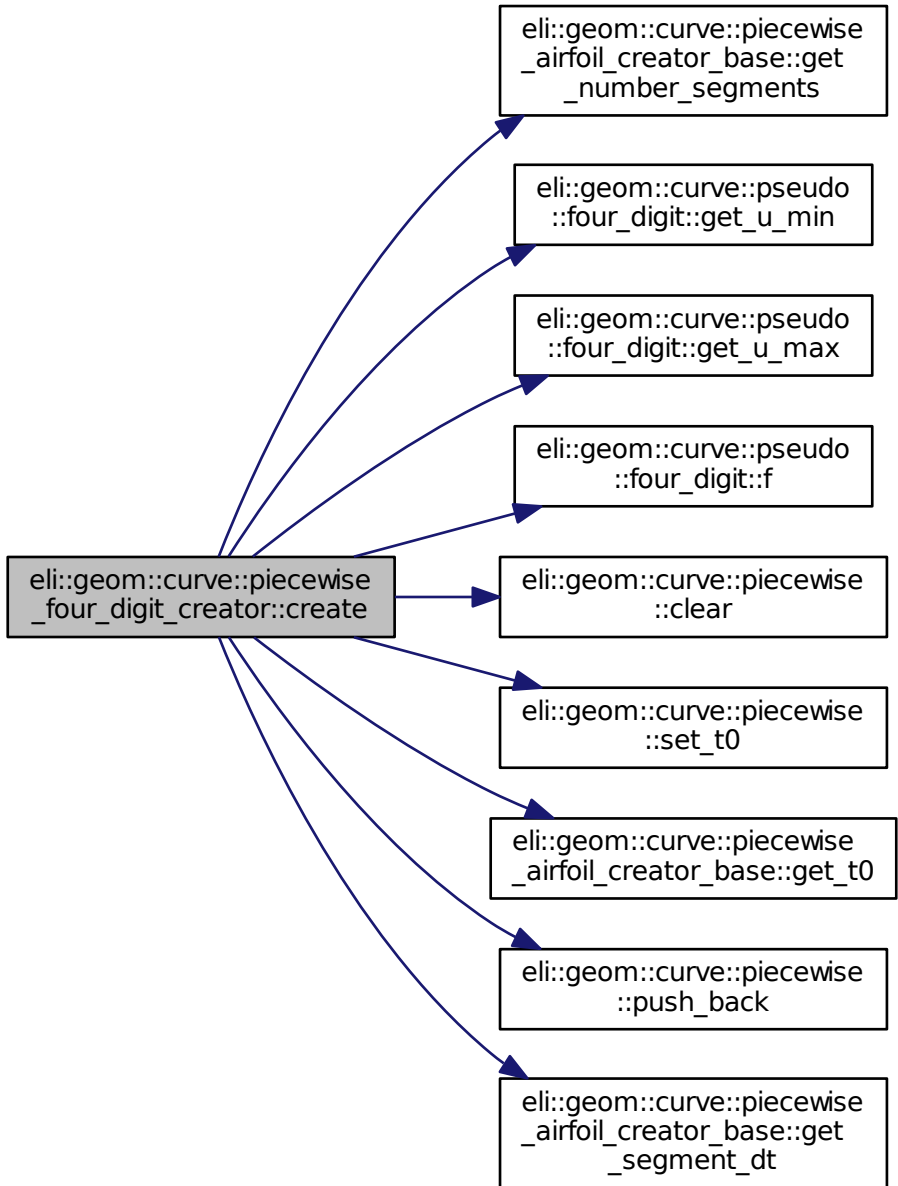 eli::geom::curve::piecewise
_airfoil_creator_base::get
_number_segments
eli::geom::curve::pseudo
::four_digit::get_u_min
eli::geom::curve::pseudo
::four_digit::get_u_max
eli::geom::curve::pseudo
::four_digit::f
eli::geom::curve::piecewise
_four_digit_creator::create
eli::geom::curve::piecewise
::clear
eli::geom::curve::piecewise
::set_t0
eli::geom::curve::piecewise
_airfoil_creator_base::get_t0
eli::geom::curve::piecewise
::push_back
eli::geom::curve::piecewise
_airfoil_creator_base::get
_segment_dt